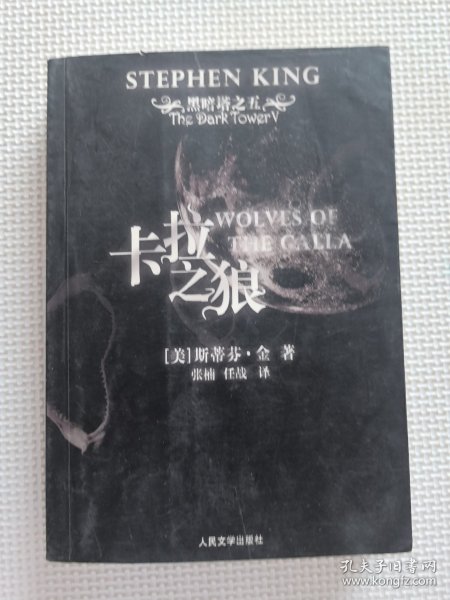 STEPHEN KING
黑暗塔之五
The Dark Tower V
WOLVES OF
THE CALLA
卡拉之狼
[美]斯蒂芬·金 著
张楠 任战 译
人民文学出版社
孔夫子旧书网
www.kongfz.com